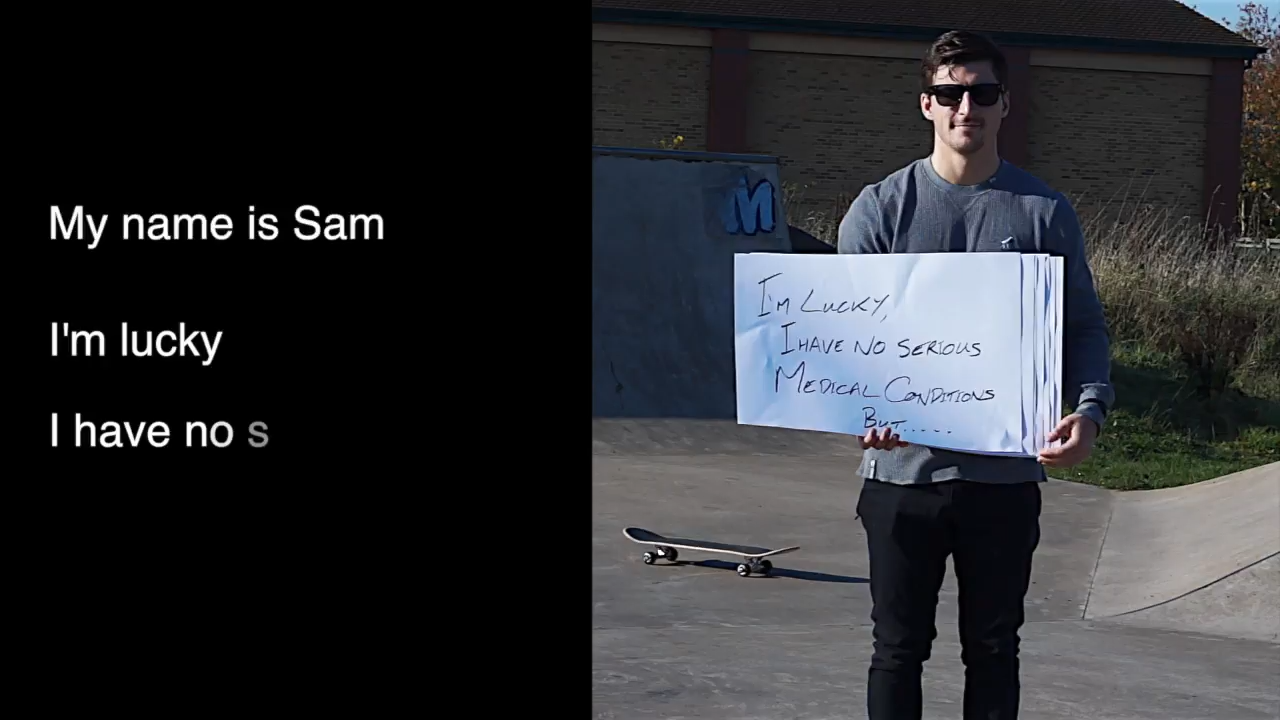 My name is Sam
I'm lucky
I have no s
M
I'm Lucky,
I have no serious
Medical Conditions
But.....